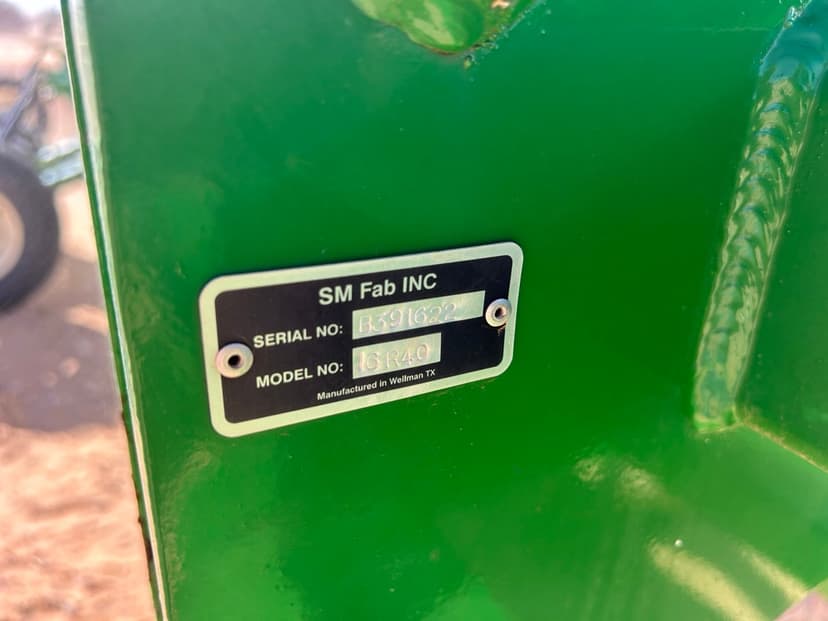 SM Fab INC
SERIAL NO: B391622
MODEL NO: 16R40
Manufactured in Wellman TX